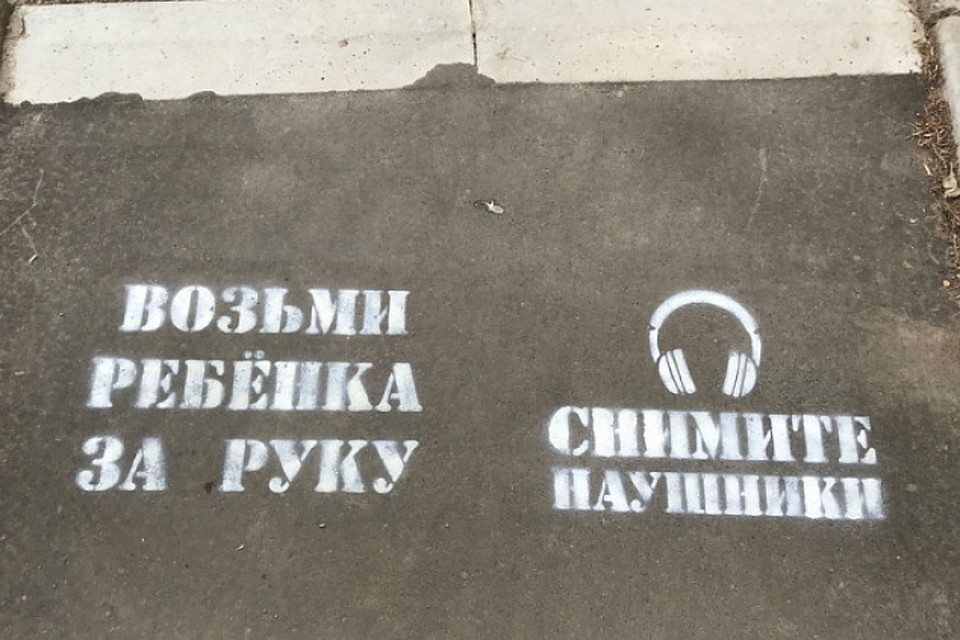 ВОЗЬМИ
РЕБЁНКА
ЗА РУКУ
СНИМИТЕ
НАУШНИКИ